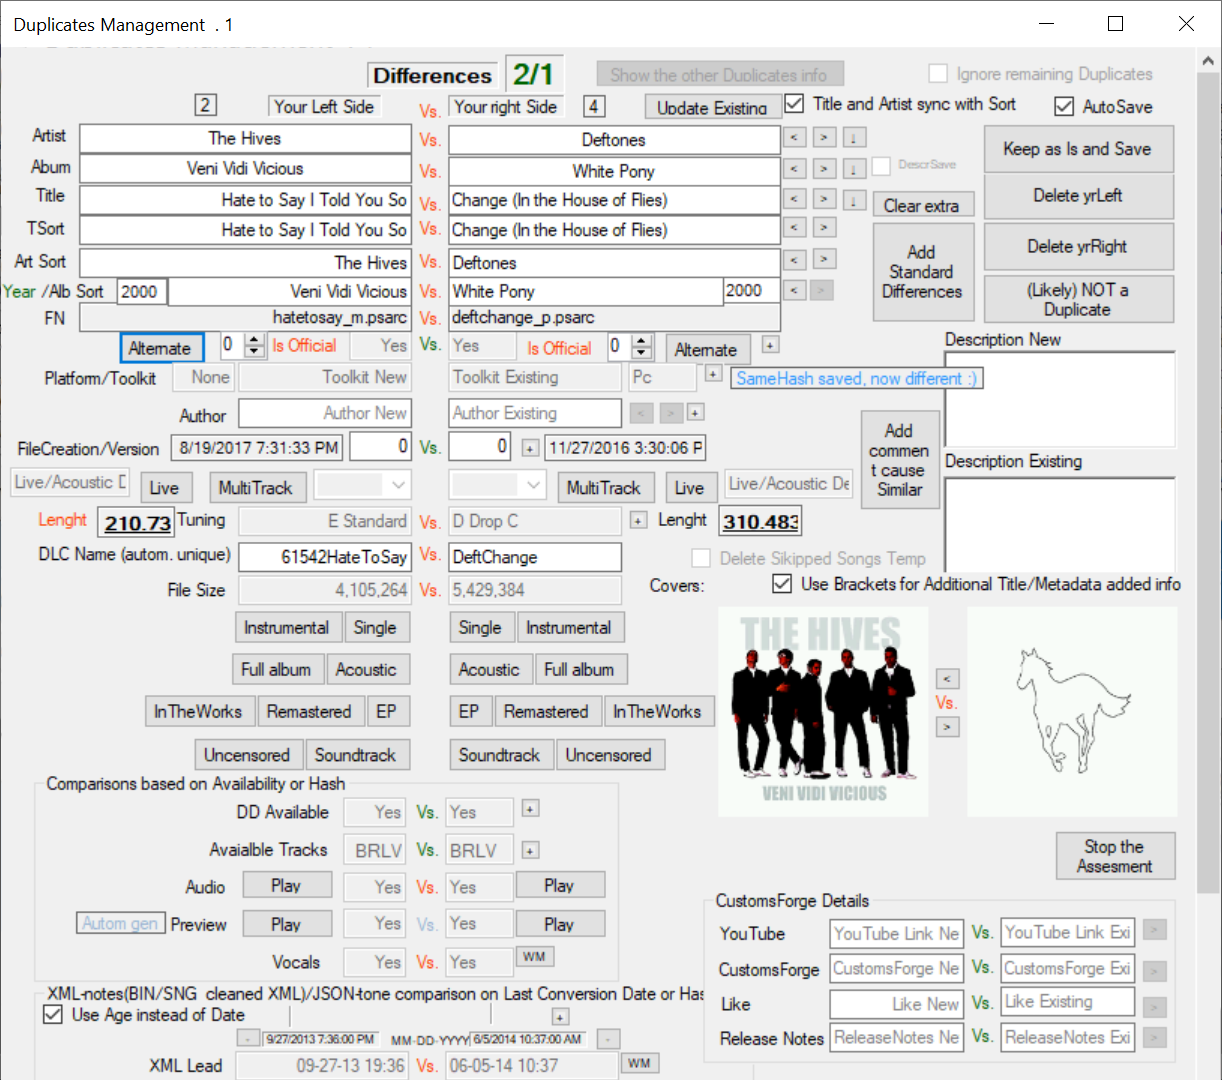 Duplicates Management . 1
Differences 2/1 Show the other Duplicates info Ignore remaining Duplicates
2 Your Left Side Vs. Your right Side 4 Update Existing Title and Artist sync with Sort AutoSave
Artist The Hives Vs. Deftones < > ↓ Keep as Is and Save
Abum Veni Vidi Vicious Vs. White Pony < > ↓ DescrSave
Title Hate to Say I Told You So Vs. Change (In the House of Flies) < > ↓ Clear extra Delete yrLeft
TSort Hate to Say I Told You So Vs. Change (In the House of Flies) < >
Add Standard Differences Delete yrRight
Art Sort The Hives Vs. Deftones < >
Year /Alb Sort 2000 Veni Vidi Vicious Vs. White Pony 2000 < > (Likely) NOT a Duplicate
FN hatetosay_m.psarc Vs. deftchange_p.psarc
Alternate 0 Is Official Yes Vs. Yes Is Official 0 Alternate + Description New
Platform/Toolkit None Toolkit New Toolkit Existing Pc + SameHash saved, now different :)
Author Author New Author Existing < > +
Add commen t cause Similar
FileCreation/Version 8/19/2017 7:31:33 PM 0 Vs. 0 + 11/27/2016 3:30:06 P
Description Existing
Live/Acoustic D Live MultiTrack MultiTrack Live Live/Acoustic De
Lenght 210.73 Tuning E Standard Vs. D Drop C + Lenght 310.483
DLC Name (autom. unique) 61542HateToSay Vs. DeftChange Delete Sikipped Songs Temp
File Size 4,105,264 Vs. 5,429,384 Covers: Use Brackets for Additional Title/Metadata added info
Instrumental Single Single Instrumental
THE HIVES
Full album Acoustic Acoustic Full album
<
Vs.
>
InTheWorks Remastered EP EP Remastered InTheWorks
Uncensored Soundtrack Soundtrack Uncensored
VENI VIDI VICIOUS
Comparisons based on Availability or Hash
DD Available Yes Vs. Yes +
Avaialble Tracks BRLV Vs. BRLV +
Stop the Assesment
Audio Play Yes Vs. Yes Play
Autom gen Preview Play Yes Vs. Yes Play
Vocals Yes Vs. Yes WM
CustomsForge Details
YouTube YouTube Link Ne Vs. YouTube Link Exi >
CustomsForge CustomsForge Ne Vs. CustomsForge Exi >
Like Like New Vs. Like Existing >
Release Notes ReleaseNotes Ne Vs. ReleaseNotes Exi >
XML-notes(BIN/SNG cleaned XML)/JSON-tone comparison on Last Conversion Date or Has
Use Age instead of Date +
- 9/27/2013 7:36:00 PM MM-DD-YYYY 6/5/2014 10:37:00 AM -
XML Lead 09-27-13 19:36 Vs. 06-05-14 10:37 WM